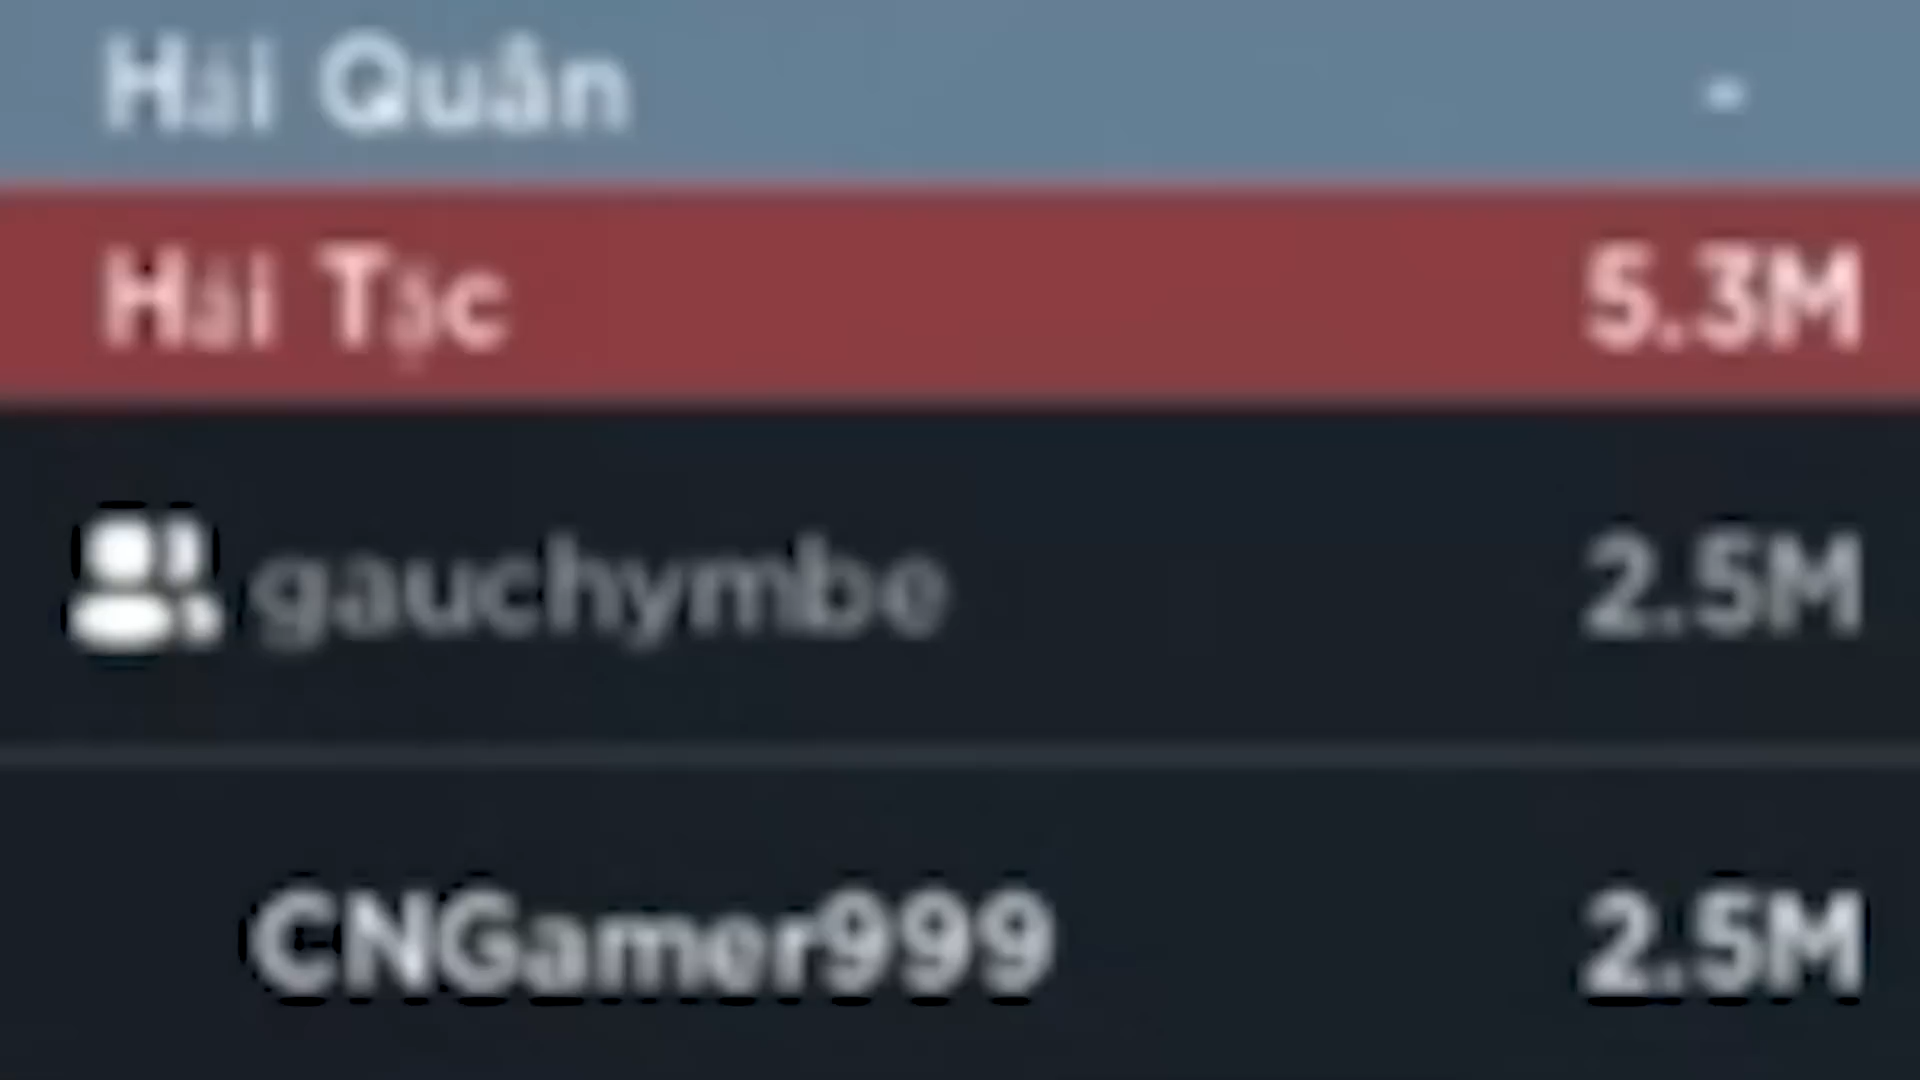 Hải Quân -
Hải Tặc 5.3M
gauchymbe 2.5M
CNGamer999 2.5M